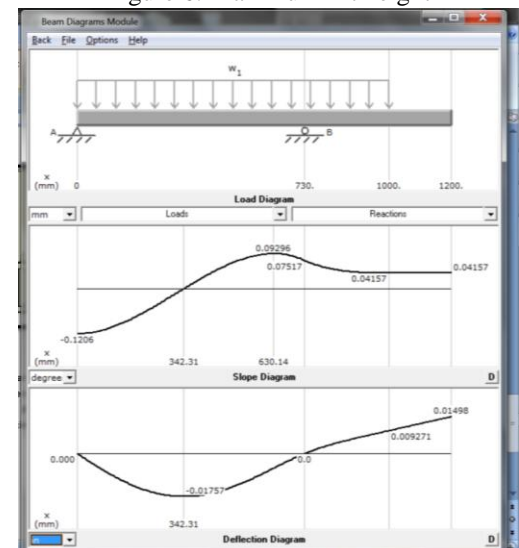 Beam Diagrams Module
Back File Options Help
w1
A
B
x
(mm) 0 730. 1000. 1200.
Load Diagram
mm Loads Reactions
0.09296
0.07517
0.04157
0.04157
-0.1206
x
(mm) 342.31 630.14
degree Slope Diagram D
0.01498
0.009271
0.000
0.0
-0.01757
x
(mm) 342.31
Deflection Diagram D